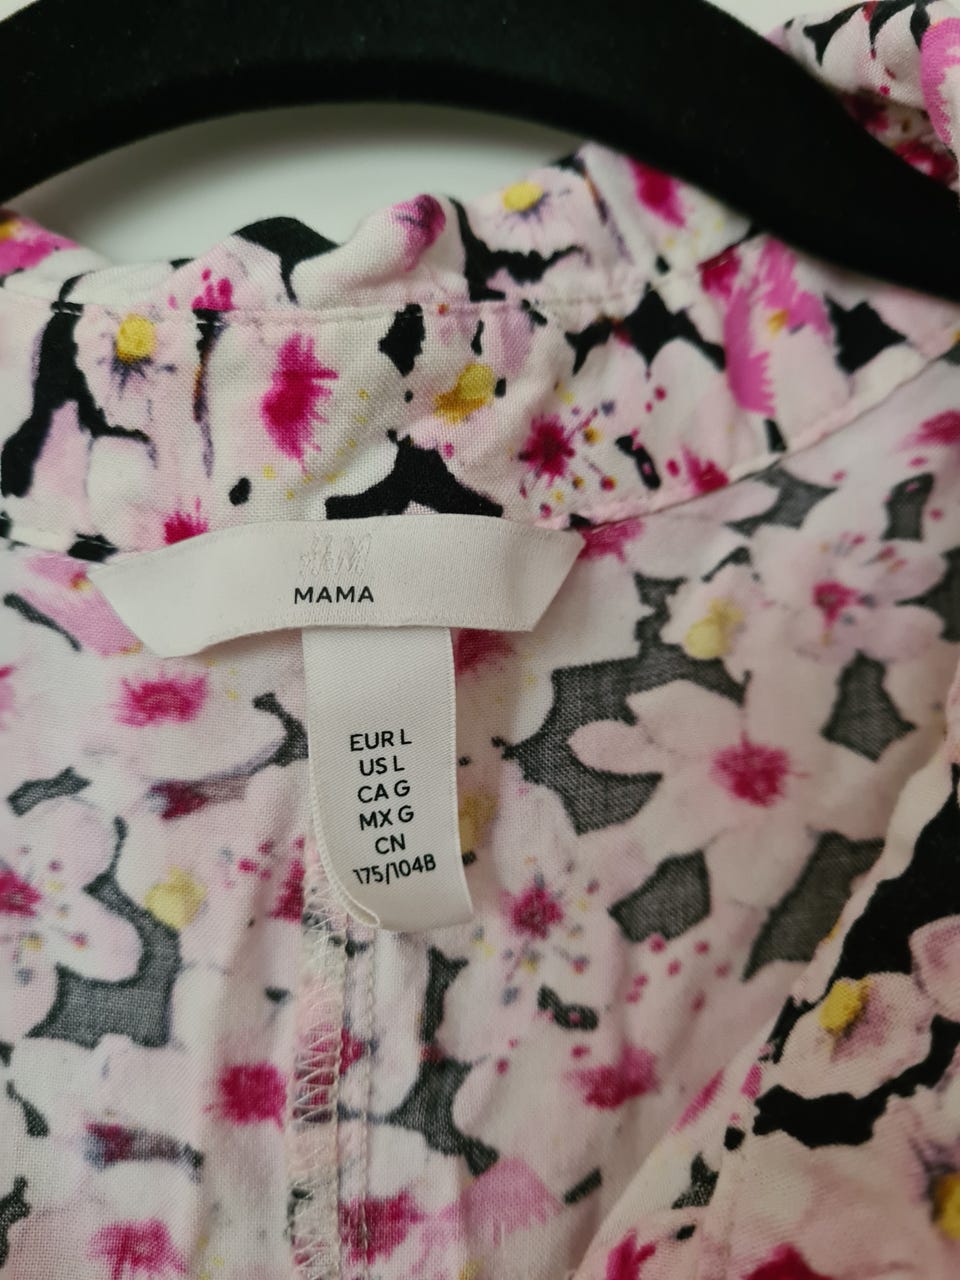 H&M
MAMA
EUR L
US L
CA G
MX G
CN
175/104B